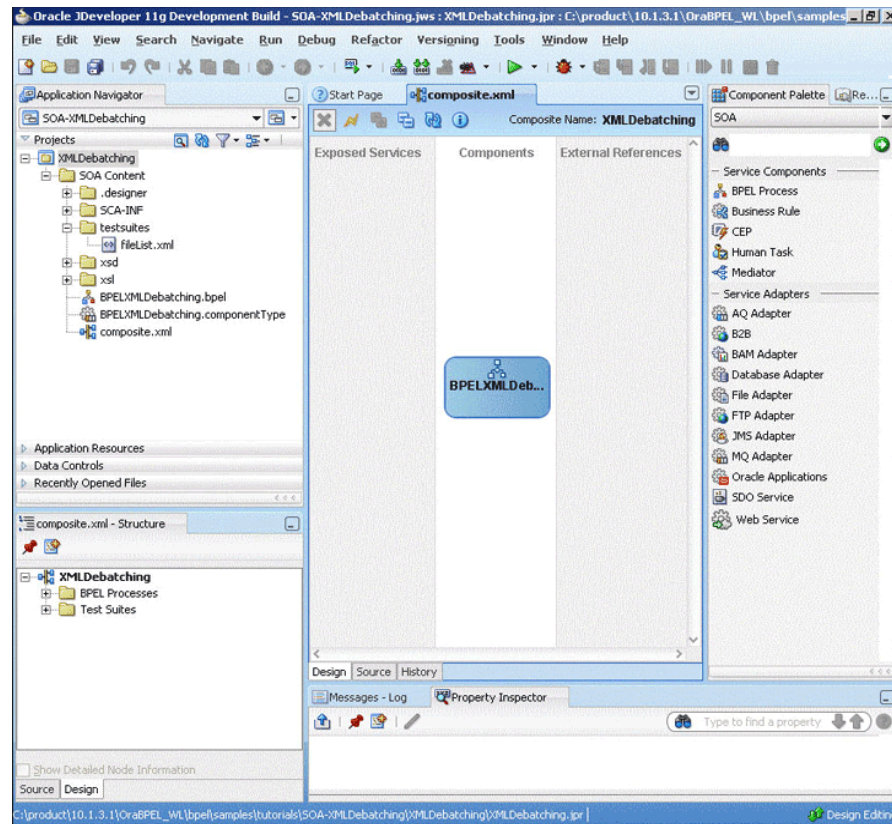 Oracle JDeveloper 11g Development Build - SOA-XMLDebatching.jws : XMLDebatching.jpr : C:\product\10.1.3.1\OraBPEL_WL\bpel\samples
File Edit View Search Navigate Run Debug Refactor Versioning Tools Window Help
Application Navigator
SOA-XMLDebatching
Projects
XMLDebatching
SOA Content
.designer
SCA-INF
testsuites
fileList.xml
xsd
xsl
BPELXMLDebatching.bpel
BPELXMLDebatching.componentType
composite.xml
Application Resources
Data Controls
Recently Opened Files
composite.xml - Structure
XMLDebatching
BPEL Processes
Test Suites
Show Detailed Node Information
Source Design
Start Page composite.xml
Composite Name: XMLDebatching
Exposed Services Components External References
BPELXMLDeb...
Design Source History
Messages - Log Property Inspector
Type to find a property
Component Palette Re...
SOA
Service Components
BPEL Process
Business Rule
CEP
Human Task
Mediator
Service Adapters
AQ Adapter
B2B
BAM Adapter
Database Adapter
File Adapter
FTP Adapter
JMS Adapter
MQ Adapter
Oracle Applications
SDO Service
Web Service
C:\product\10.1.3.1\OraBPEL_WL\bpel\samples\tutorials\SOA-XMLDebatching\XMLDebatching\XMLDebatching.jpr Design Editin